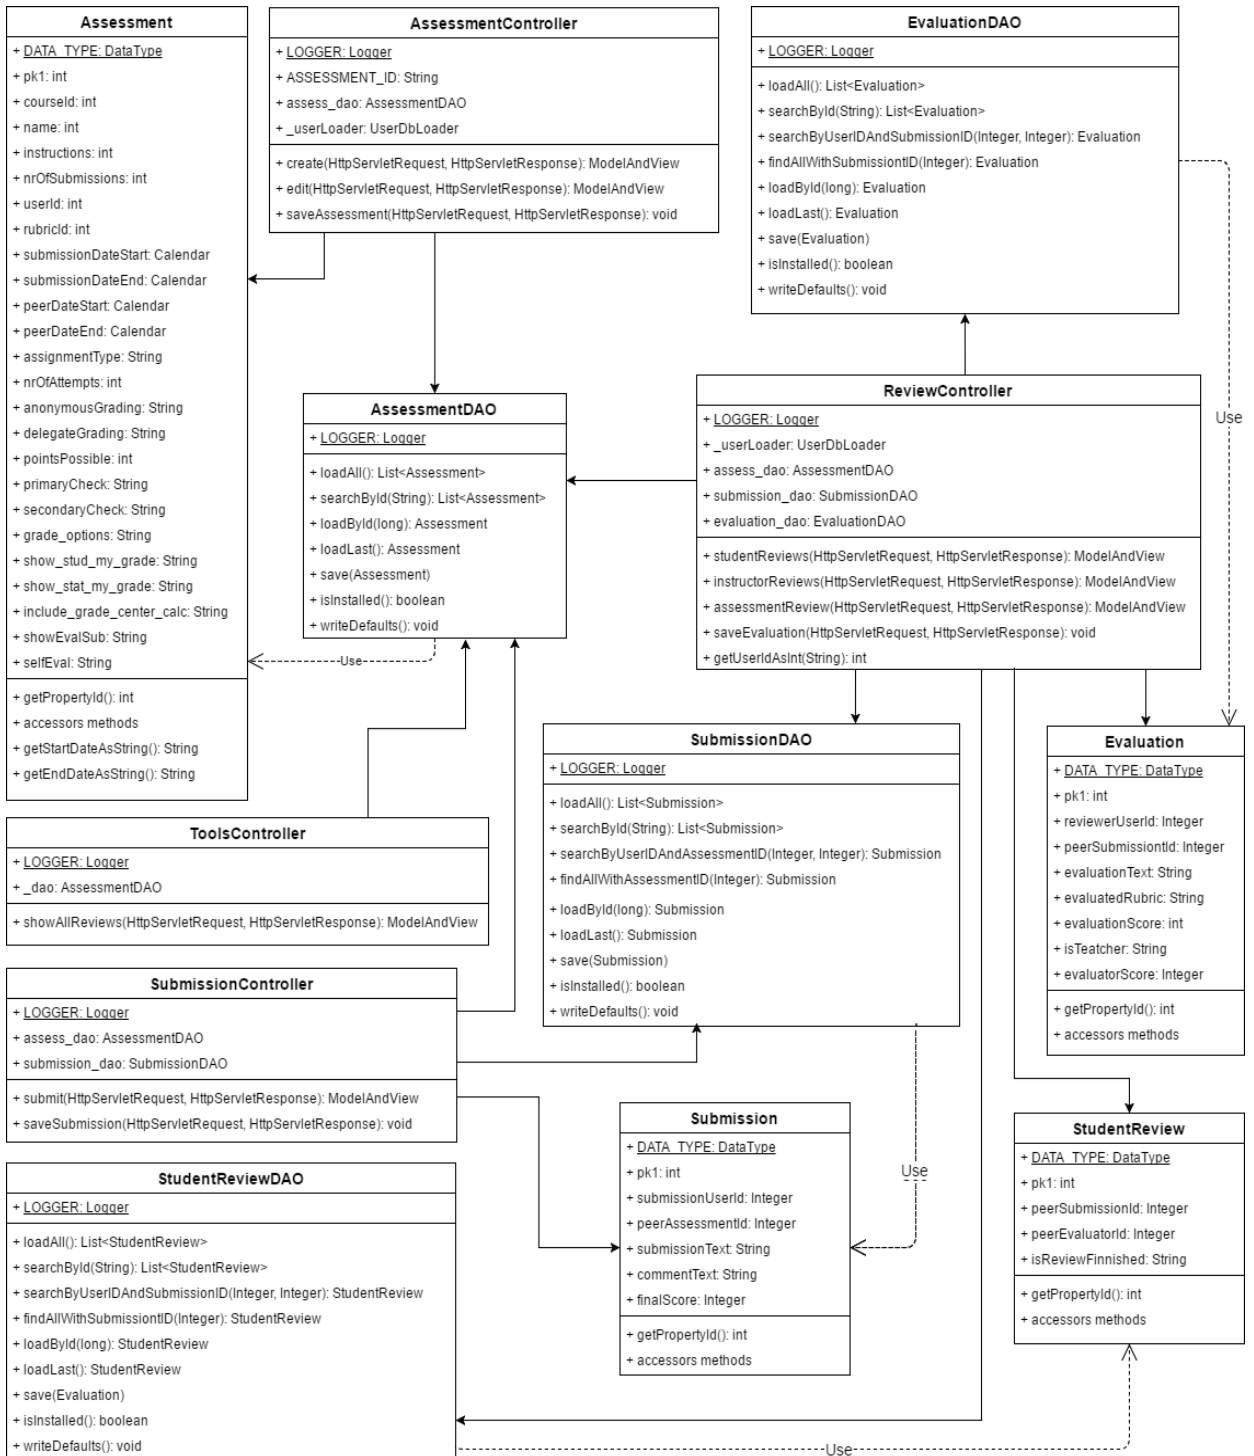 Assessment
+ DATA_TYPE: DataType
+ pk1: int
+ courseId: int
+ name: int
+ instructions: int
+ nrOfSubmissions: int
+ userId: int
+ rubricId: int
+ submissionDateStart: Calendar
+ submissionDateEnd: Calendar
+ peerDateStart: Calendar
+ peerDateEnd: Calendar
+ assignmentType: String
+ nrOfAttempts: int
+ anonymousGrading: String
+ delegateGrading: String
+ pointsPossible: int
+ primaryCheck: String
+ secondaryCheck: String
+ grade_options: String
+ show_stud_my_grade: String
+ show_stat_my_grade: String
+ include_grade_center_calc: String
+ showEvalSub: String
+ selfEval: String
+ getPropertyId(): int
+ accessors methods
+ getStartDateAsString(): String
+ getEndDateAsString(): String
AssessmentController
+ LOGGER: Logger
+ ASSESSMENT_ID: String
+ assess_dao: AssessmentDAO
+ _userLoader: UserDbLoader
+ create(HttpServletRequest, HttpServletResponse): ModelAndView
+ edit(HttpServletRequest, HttpServletResponse): ModelAndView
+ saveAssessment(HttpServletRequest, HttpServletResponse): void
EvaluationDAO
+ LOGGER: Logger
+ loadAll(): List<Evaluation>
+ searchById(String): List<Evaluation>
+ searchByUserIDAndSubmissionID(Integer, Integer): Evaluation
+ findAllWithSubmissiontID(Integer): Evaluation
+ loadById(long): Evaluation
+ loadLast(): Evaluation
+ save(Evaluation)
+ isInstalled(): boolean
+ writeDefaults(): void
Use
AssessmentDAO
+ LOGGER: Logger
+ loadAll(): List<Assessment>
+ searchById(String): List<Assessment>
+ loadById(long): Assessment
+ loadLast(): Assessment
+ save(Assessment)
+ isInstalled(): boolean
+ writeDefaults(): void
Use
ReviewController
+ LOGGER: Logger
+ _userLoader: UserDbLoader
+ assess_dao: AssessmentDAO
+ submission_dao: SubmissionDAO
+ evaluation_dao: EvaluationDAO
+ studentReviews(HttpServletRequest, HttpServletResponse): ModelAndView
+ instructorReviews(HttpServletRequest, HttpServletResponse): ModelAndView
+ assessmentReview(HttpServletRequest, HttpServletResponse): ModelAndView
+ saveEvaluation(HttpServletRequest, HttpServletResponse): void
+ getUserIdAsInt(String): int
SubmissionDAO
+ LOGGER: Logger
+ loadAll(): List<Submission>
+ searchById(String): List<Submission>
+ searchByUserIDAndAssessmentID(Integer, Integer): Submission
+ findAllWithAssessmentID(Integer): Submission
+ loadById(long): Submission
+ loadLast(): Submission
+ save(Submission)
+ isInstalled(): boolean
+ writeDefaults(): void
Use
Evaluation
+ DATA_TYPE: DataType
+ pk1: int
+ reviewerUserId: Integer
+ peerSubmisstionId: Integer
+ evaluationText: String
+ evaluatedRubric: String
+ evaluationScore: int
+ isTeatcher: String
+ evaluatorScore: Integer
+ getPropertyId(): int
+ accessors methods
ToolsController
+ LOGGER: Logger
+ _dao: AssessmentDAO
+ showAllReviews(HttpServletRequest, HttpServletResponse): ModelAndView
SubmissionController
+ LOGGER: Logger
+ assess_dao: AssessmentDAO
+ submission_dao: SubmissionDAO
+ submit(HttpServletRequest, HttpServletResponse): ModelAndView
+ saveSubmission(HttpServletRequest, HttpServletResponse): void
Submission
+ DATA_TYPE: DataType
+ pk1: int
+ submissionUserId: Integer
+ peerAssessmentId: Integer
+ submissionText: String
+ commentText: String
+ finalScore: Integer
+ getPropertyId(): int
+ accessors methods
StudentReview
+ DATA_TYPE: DataType
+ pk1: int
+ peerSubmissionId: Integer
+ peerEvaluatorId: Integer
+ isReviewFinnished: String
+ getPropertyId(): int
+ accessors methods
StudentReviewDAO
+ LOGGER: Logger
+ loadAll(): List<StudentReview>
+ searchById(String): List<StudentReview>
+ searchByUserIDAndSubmissionID(Integer, Integer): StudentReview
+ findAllWithSubmissiontID(Integer): StudentReview
+ loadById(long): StudentReview
+ loadLast(): StudentReview
+ save(Evaluation)
+ isInstalled(): boolean
+ writeDefaults(): void
Use